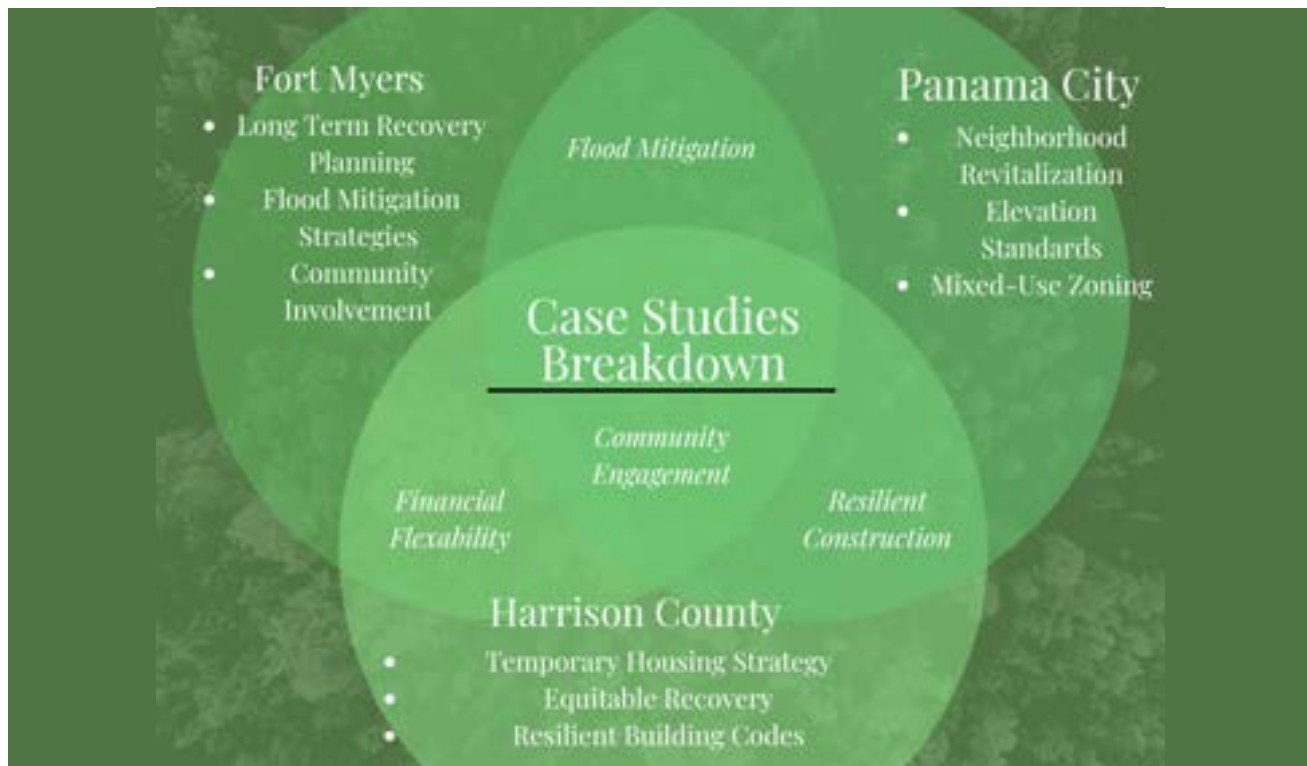 Fort Myers
• Long Term Recovery
Planning
• Flood Mitigation
Strategies
• Community
Involvement
Flood Mitigation
Panama City
• Neighborhood
Revitalization
• Elevation
Standards
• Mixed-Use Zoning
Case Studies
Breakdown
Community
Engagement
Financial
Flexability
Resilient
Construction
Harrison County
• Temporary Housing Strategy
• Equitable Recovery
• Resilient Building Codes